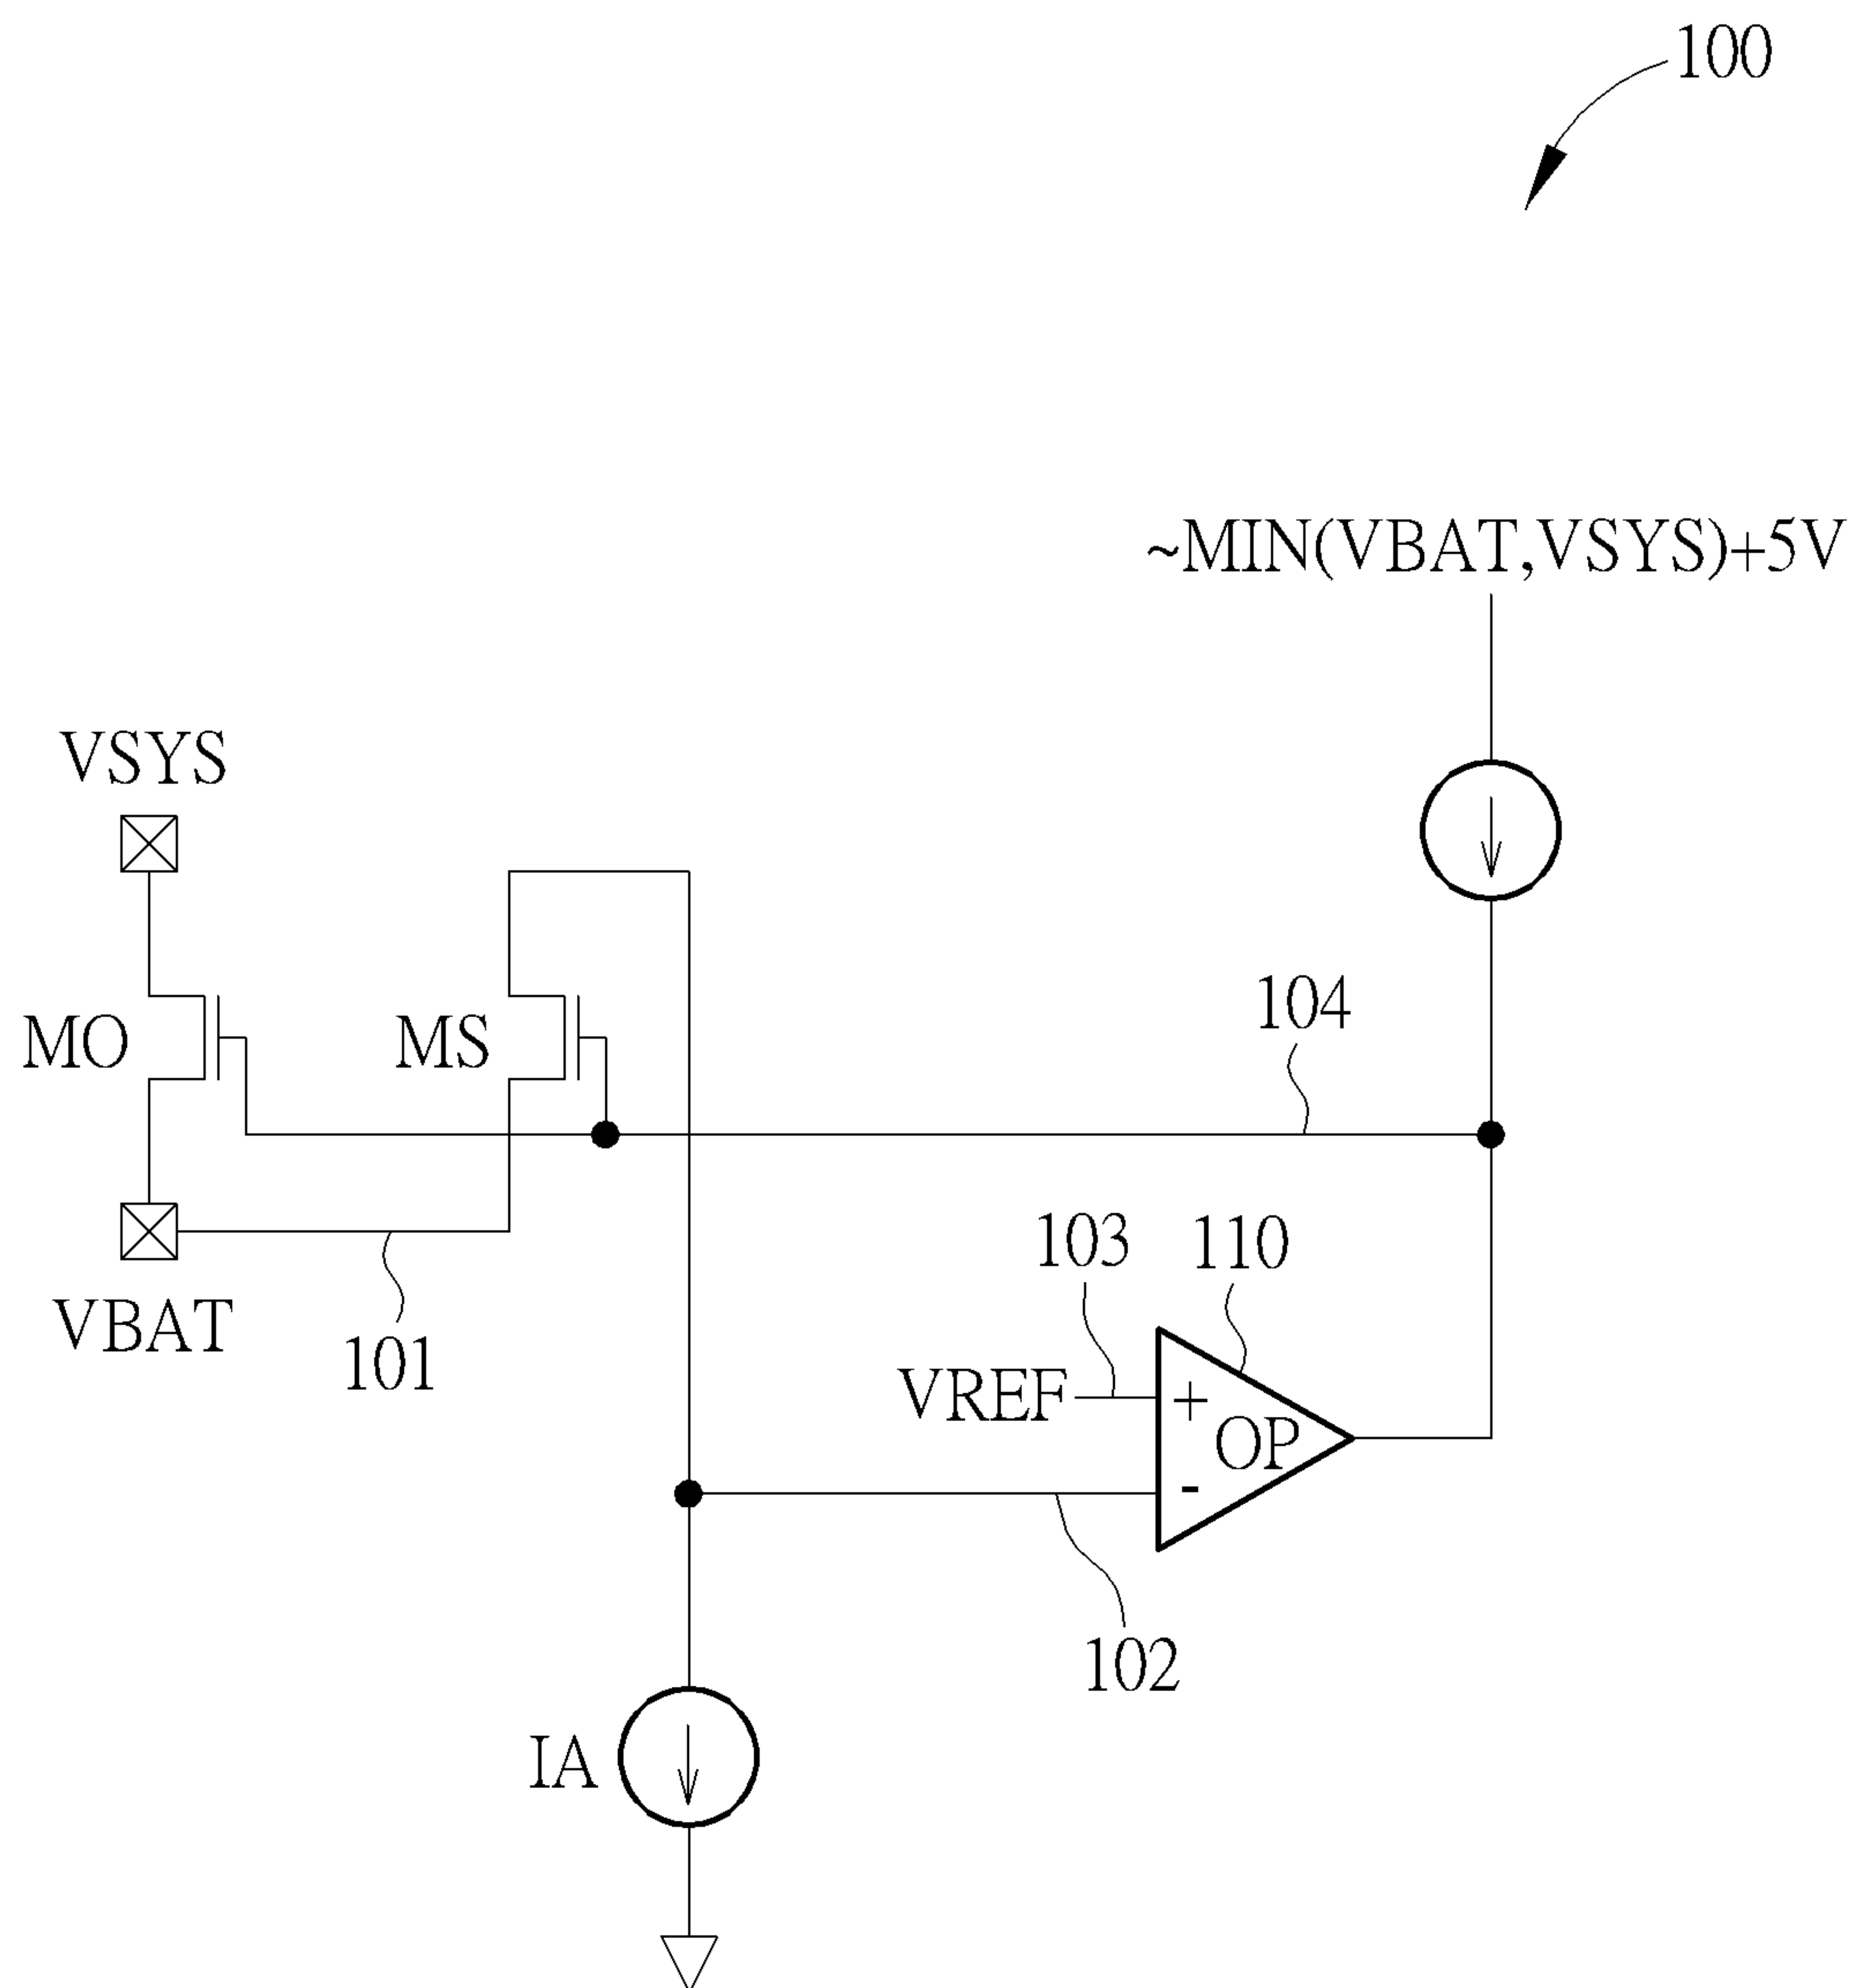 100
~MIN(VBAT,VSYS)+5V
VSYS
104
MO
MS
103
110
VBAT
101
VREF
+
OP
-
102
IA